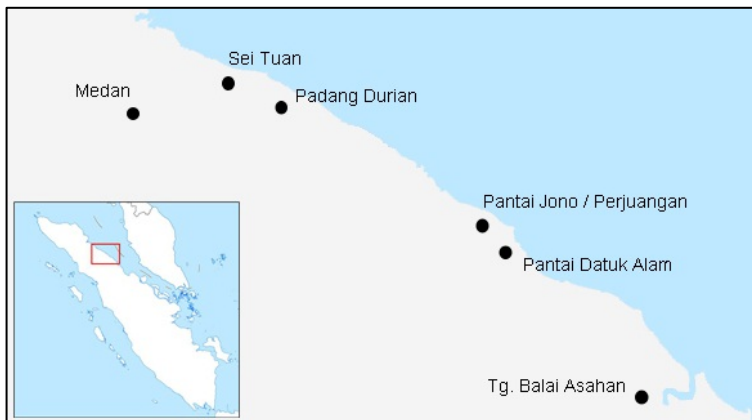 Sei Tuan
Medan
Padang Durian
Pantai Jono / Perjuangan
Pantai Datuk Alam
Tg. Balai Asahan